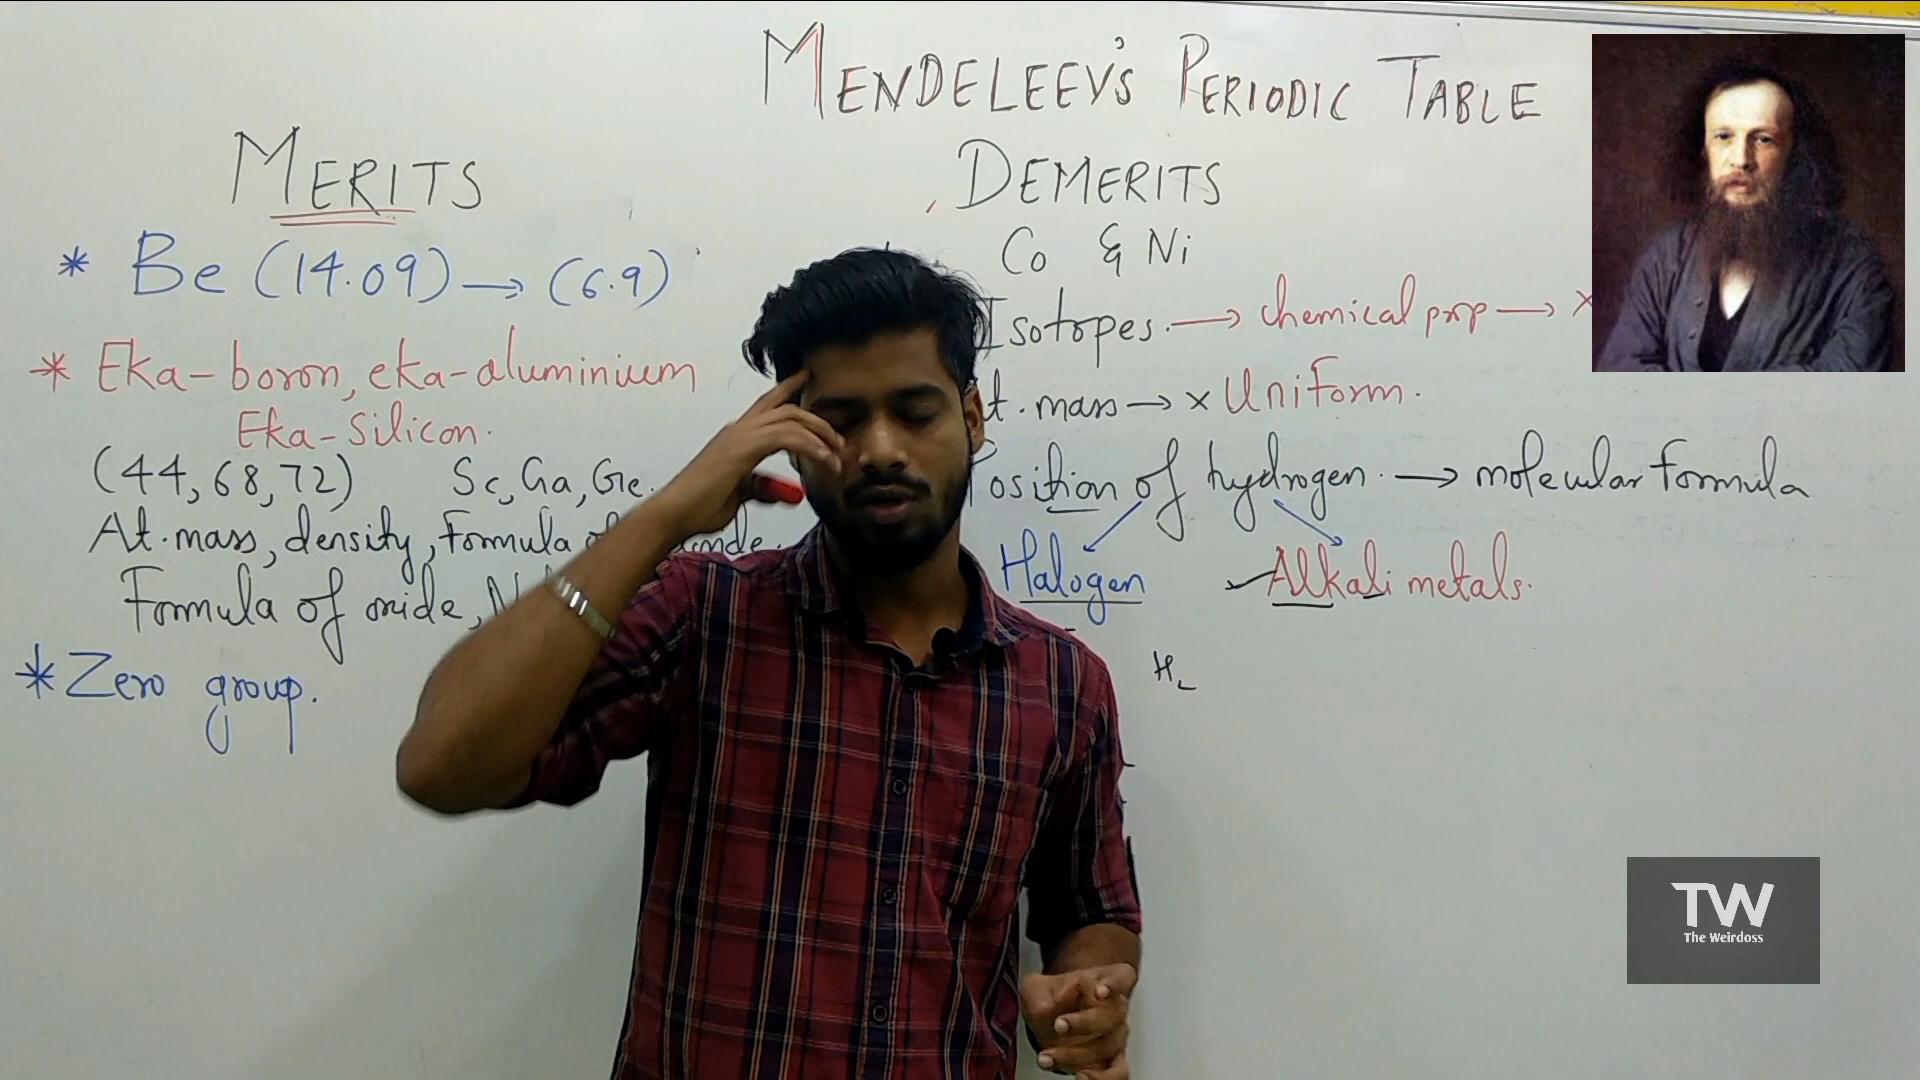 MENDELEEV'S PERIODIC TABLE
MERITS
* Be (14.09) → (6.9)
* Eka-boron, eka-aluminium
Eka-silicon.
(44,68,72) Sc, Ga, Ge.
At. mass, density, Formula
Formula of oxide,
* Zero group.
DEMERITS
Co & Ni
Isotopes. → chemical prop → ×
t. mass → × Uniform.
Position of hydrogen. → molecular formula
Halogen ✓ Alkali metals.
H₂
TW
The Weirdoss